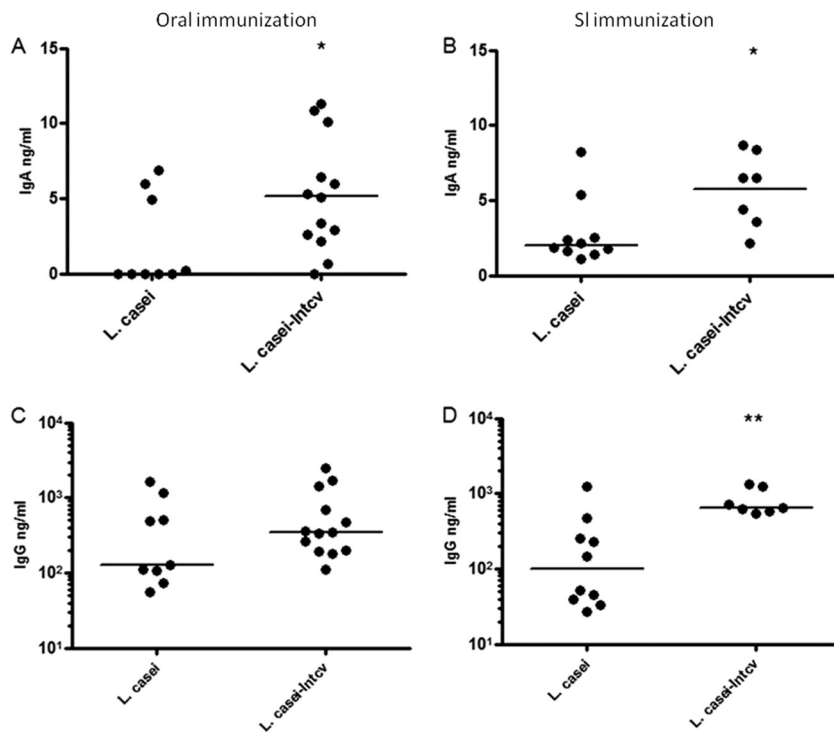 Oral immunization
SI immunization
A
*
15
10
5
0
IgA ng/ml
L. casei
L. casei-Intcv
B
*
15
10
5
0
IgA ng/ml
L. casei
L. casei-Intcv
C
10⁴
10³
10²
10¹
IgG ng/ml
L. casei
L. casei-Intcv
D
**
10⁴
10³
10²
10¹
IgG ng/ml
L. casei
L. casei-Intcv